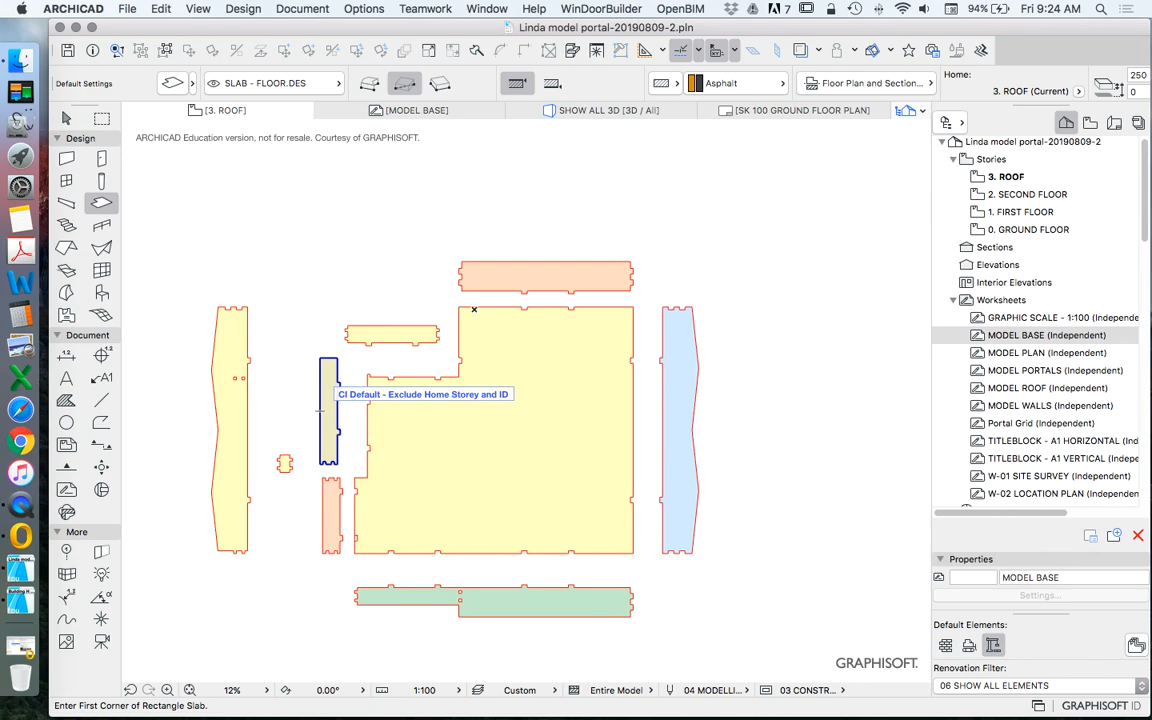 ARCHICAD File Edit View Design Document Options Teamwork Window WindorBuilder OpenBIM 7 94% Fri 9:24 AM
Linda model portal-20190809-2.pln
Default Settings SLAB - FLOOR.DES Asphalt Floor Plan and Section... Home: 250
3. ROOF (Current) 0
[3. ROOF] [MODEL BASE] SHOW ALL 3D [3D / All] [SK 100 GROUND FLOOR PLAN]
ARCHICAD Education version, not for resale. Courtesy of GRAPHISOFT.
Design
Document
More
A
A1
Linda model portal-20190809-2
Stories
3. ROOF
2. SECOND FLOOR
1. FIRST FLOOR
0. GROUND FLOOR
Sections
Elevations
Interior Elevations
Worksheets
GRAPHIC SCALE - 1:100 (Independe
MODEL BASE (Independent)
MODEL PLAN (Independent)
MODEL PORTALS (Independent)
MODEL ROOF (Independent)
MODEL WALLS (Independent)
Portal Grid (Independent)
TITLEBLOCK - A1 HORIZONTAL (Ind
TITLEBLOCK - A1 VERTICAL (Indepen
W-01 SITE SURVEY (Independent)
W-02 LOCATION PLAN (Independent
CI Default - Exclude Home Storey and ID
Properties
MODEL BASE
Settings...
Default Elements:
Renovation Filter:
06 SHOW ALL ELEMENTS
GRAPHISOFT.
12% 0.00° 1:100 Custom Entire Model 04 MODELLI... 03 CONSTR...
Enter First Corner of Rectangle Slab.
GRAPHISOFT ID